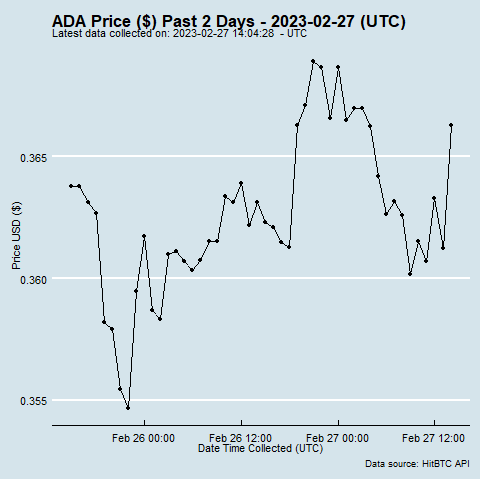 ADA Price ($) Past 2 Days - 2023-02-27 (UTC)
Latest data collected on: 2023-02-27 14:04:28  - UTC
Price USD ($)
0.365
0.360
0.355
Feb 26 00:00 Feb 26 12:00 Feb 27 00:00 Feb 27 12:00
Date Time Collected (UTC)
Data source: HitBTC API